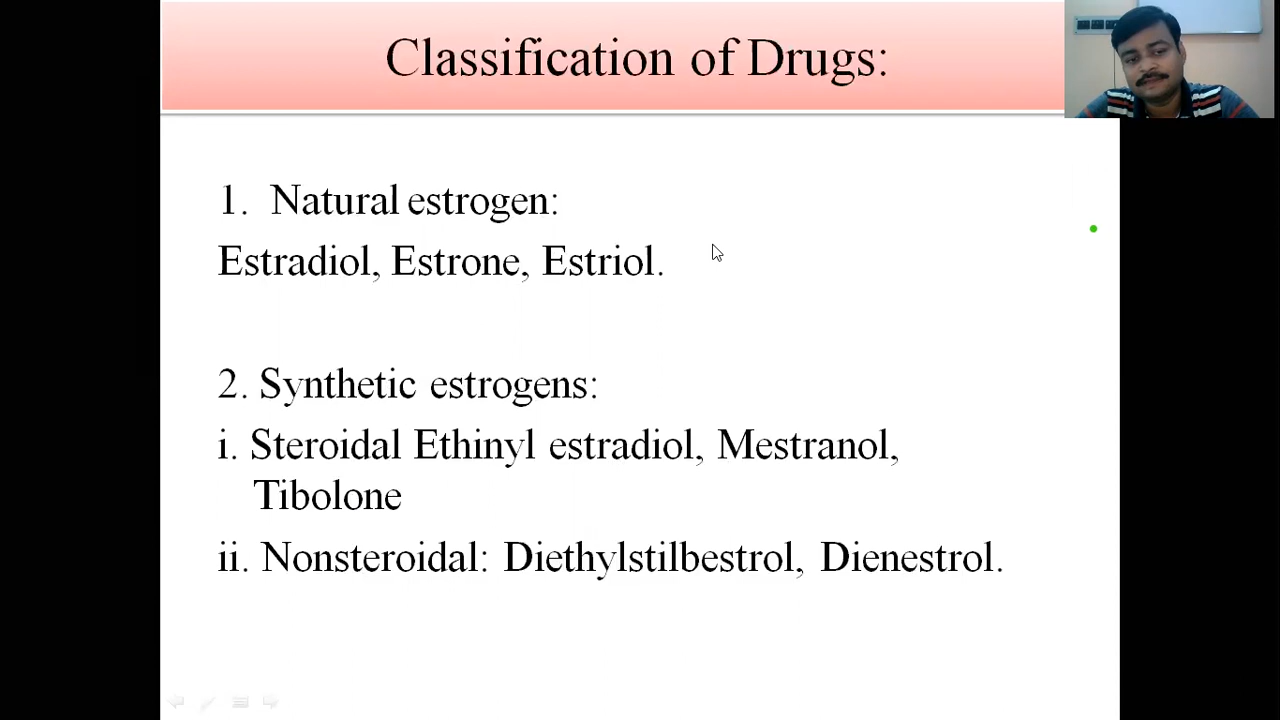 Classification of Drugs:
1. Natural estrogen:
Estradiol, Estrone, Estriol.
2. Synthetic estrogens:
i. Steroidal Ethinyl estradiol, Mestranol,
Tibolone
ii. Nonsteroidal: Diethylstilbestrol, Dienestrol.